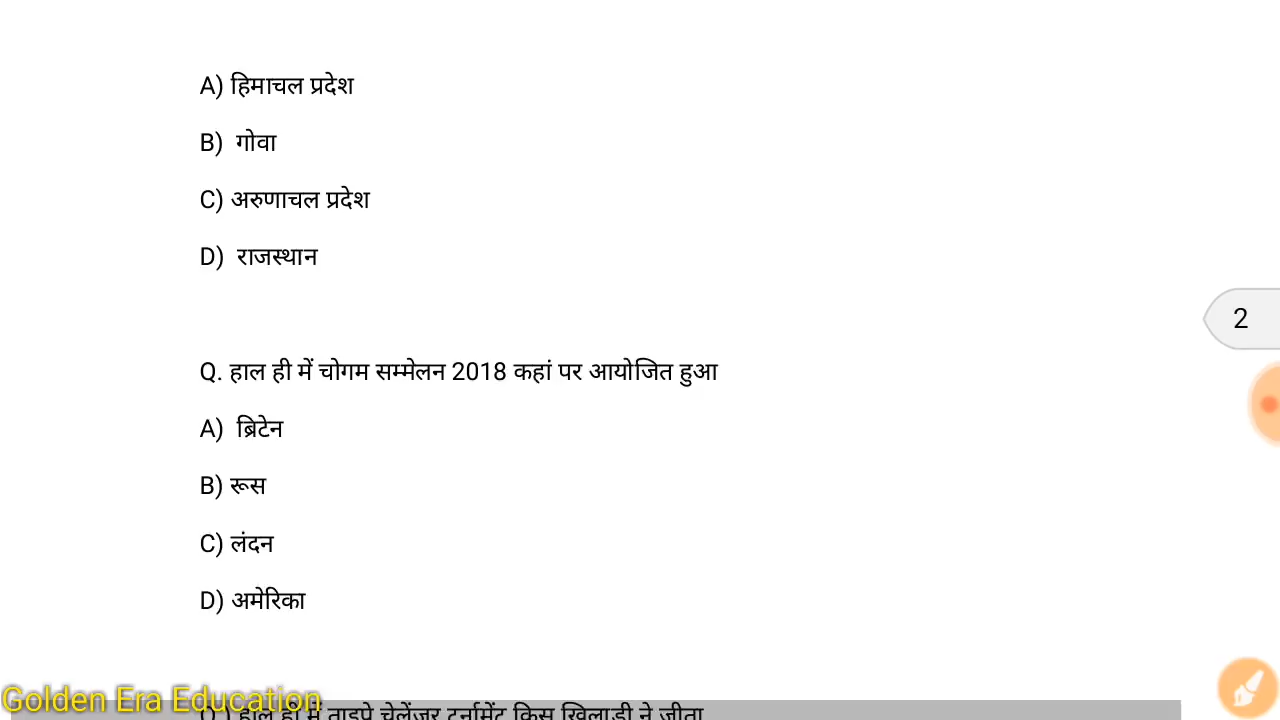 A) हिमाचल प्रदेश
B) गोवा
C) अरुणाचल प्रदेश
D) राजस्थान
Q. हाल ही में चोगम सम्मेलन 2018 कहां पर आयोजित हुआ
A) ब्रिटेन
B) रूस
C) लंदन
D) अमेरिका
2
Golden Era Education
Q.) हाल ही में ताइपे चेलेंजर टूर्नामेंट किस खिलाडी ने जीता